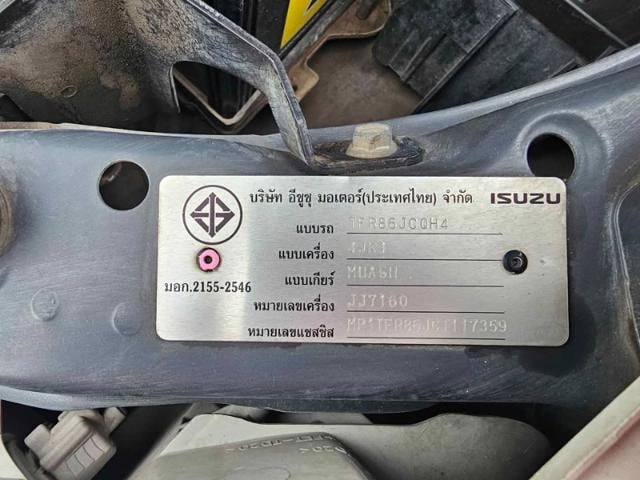 บริษัท อีซูซุ มอเตอร์(ประเทศไทย) จำกัด ISUZU
แบบรถ TFR86JCQH4
แบบเครื่อง 4JK1
แบบเกียร์
มอก.2155-2546
หมายเลขเครื่อง JJ7160
หมายเลขแชสซิส